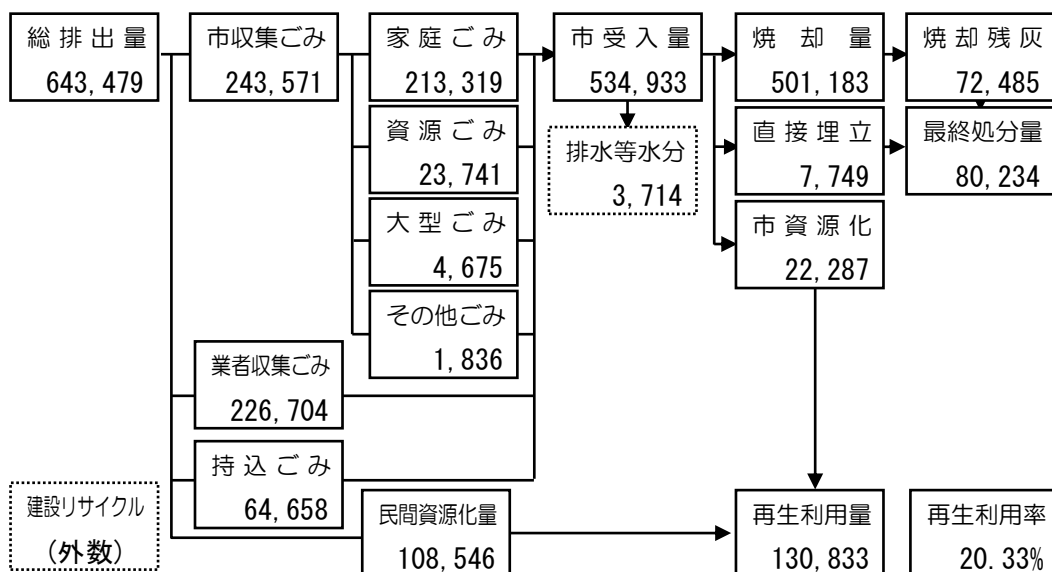 総排出量
643,479
市収集ごみ
243,571
家庭ごみ
213,319
市受入量
534,933
焼却量
501,183
焼却残灰
72,485
資源ごみ
23,741
排水等水分
3,714
直接埋立
7,749
最終処分量
80,234
大型ごみ
4,675
市資源化
22,287
その他ごみ
1,836
業者収集ごみ
226,704
持込ごみ
64,658
建設リサイクル
(外数)
民間資源化量
108,546
再生利用量
130,833
再生利用率
20.33%